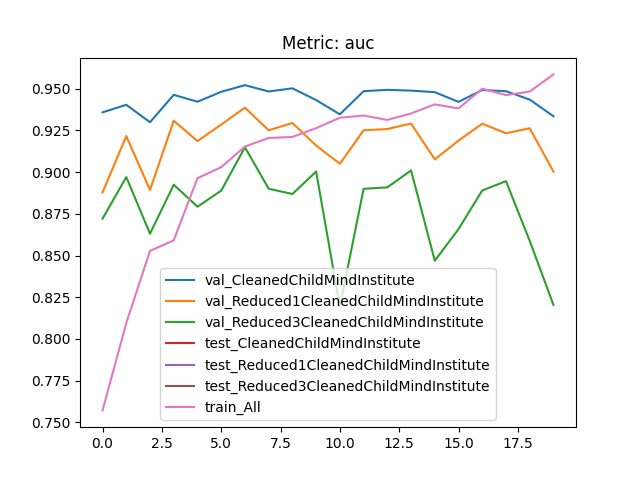 Metric: auc
0.950
0.925
0.900
0.875
0.850
0.825
0.800
0.775
0.750
val_CleanedChildMindInstitute
val_Reduced1CleanedChildMindInstitute
val_Reduced3CleanedChildMindInstitute
test_CleanedChildMindInstitute
test_Reduced1CleanedChildMindInstitute
test_Reduced3CleanedChildMindInstitute
train_All
0.0 2.5 5.0 7.5 10.0 12.5 15.0 17.5